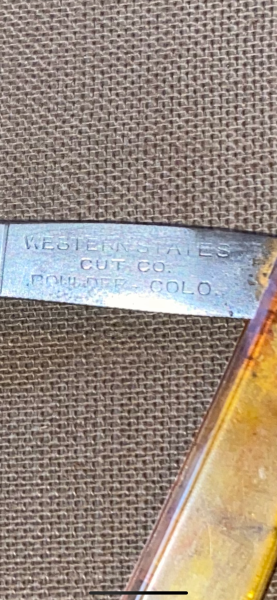 WESTERN STATES
CUT. CO.
BOULDER - COLO.